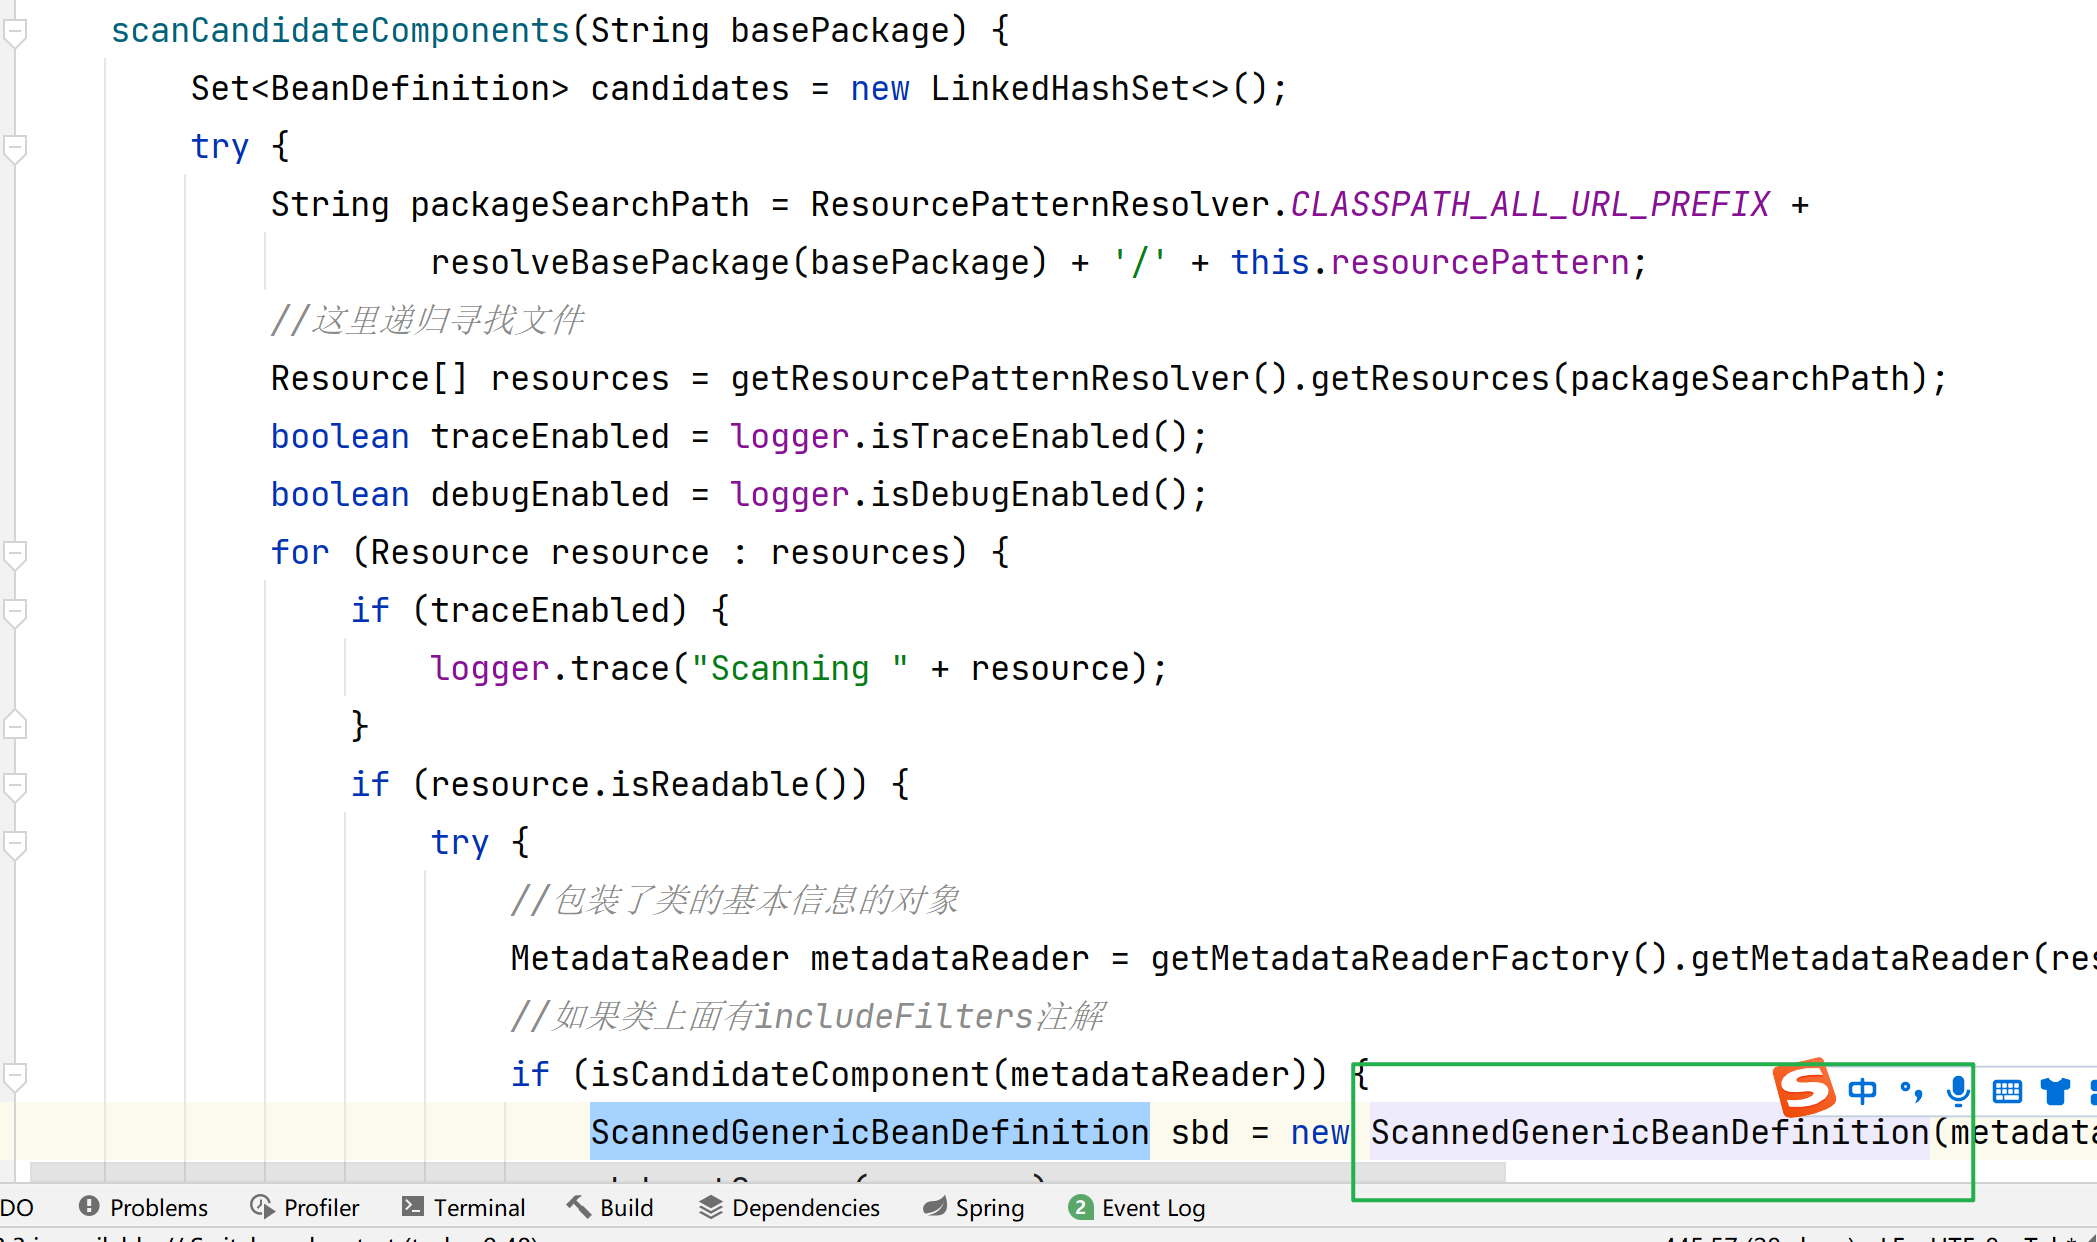 scanCandidateComponents(String basePackage) {
Set<BeanDefinition> candidates = new LinkedHashSet<>();
try {
String packageSearchPath = ResourcePatternResolver.CLASSPATH_ALL_URL_PREFIX +
resolveBasePackage(basePackage) + '/' + this.resourcePattern;
//这里递归寻找文件
Resource[] resources = getResourcePatternResolver().getResources(packageSearchPath);
boolean traceEnabled = logger.isTraceEnabled();
boolean debugEnabled = logger.isDebugEnabled();
for (Resource resource : resources) {
if (traceEnabled) {
logger.trace("Scanning " + resource);
}
if (resource.isReadable()) {
try {
//包装了类的基本信息的对象
MetadataReader metadataReader = getMetadataReaderFactory().getMetadataReader(res
//如果类上面有includeFilters注解
if (isCandidateComponent(metadataReader)) {
中
ScannedGenericBeanDefinition sbd = new ScannedGenericBeanDefinition(metadata
DO Problems Profiler Terminal Build Dependencies Spring 2 Event Log